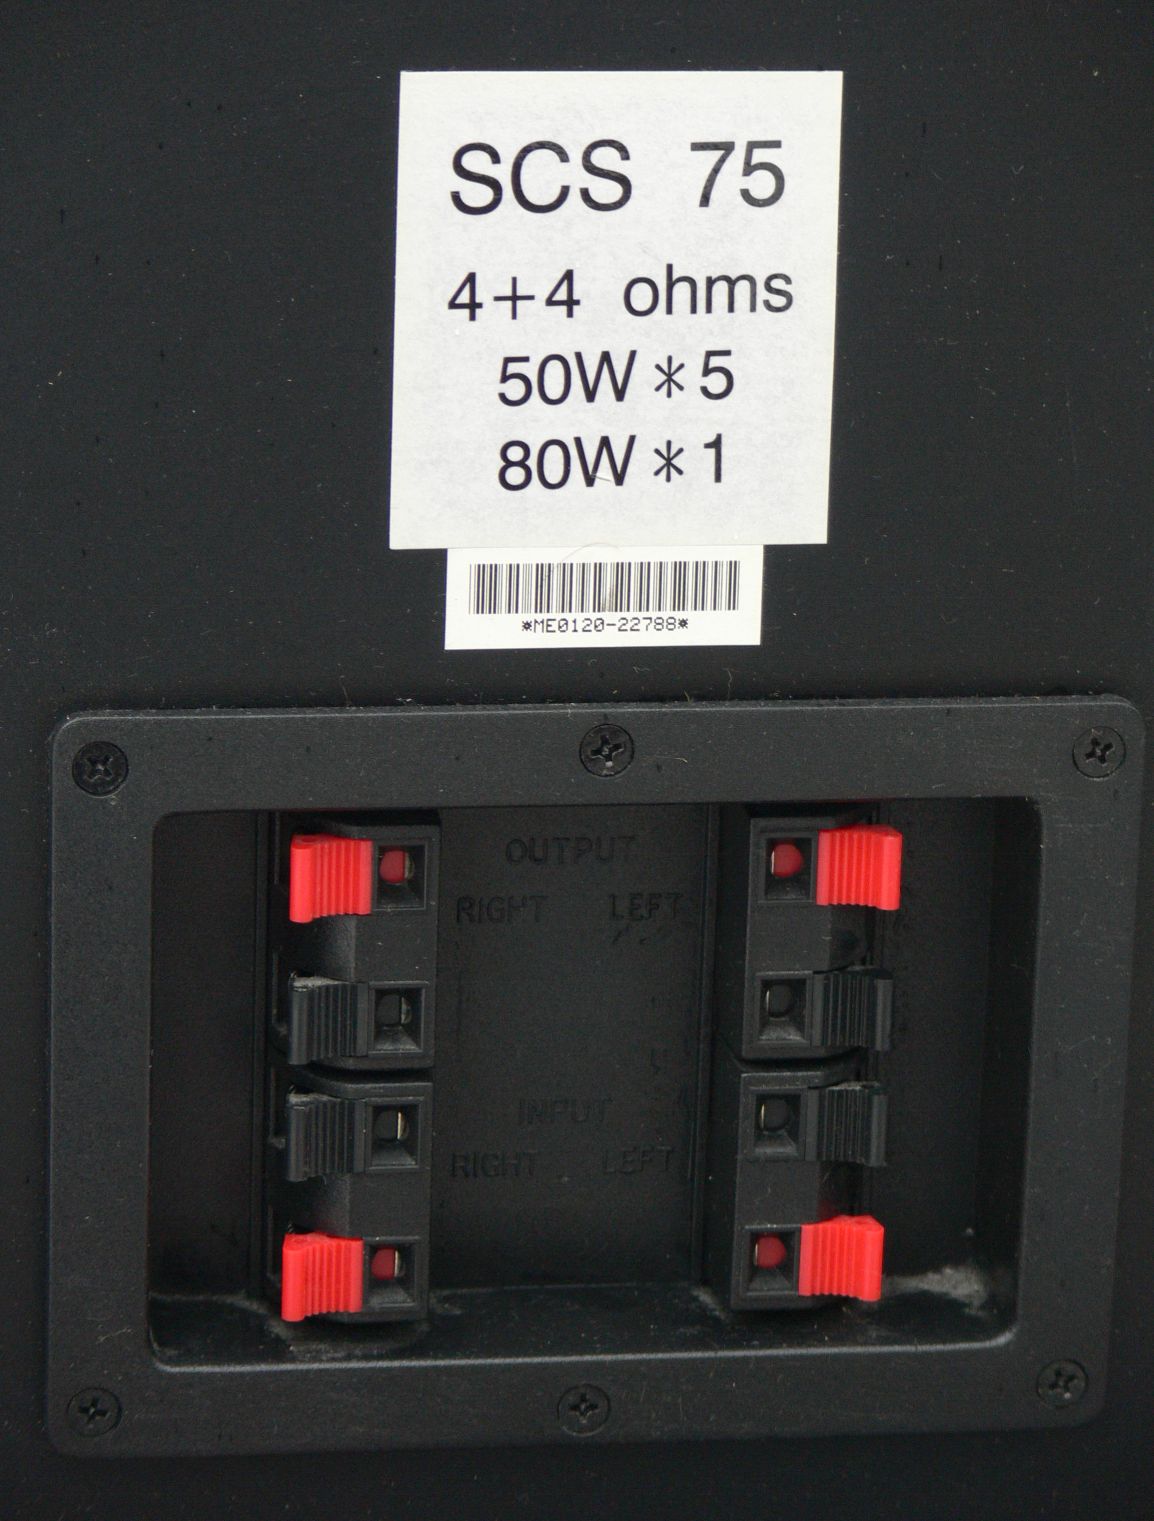 SCS 75
4+4 ohms
50W*5
80W*1
*ME0120-22788*
OUTPUT
RIGHT LEFT
INPUT
RIGHT LEFT